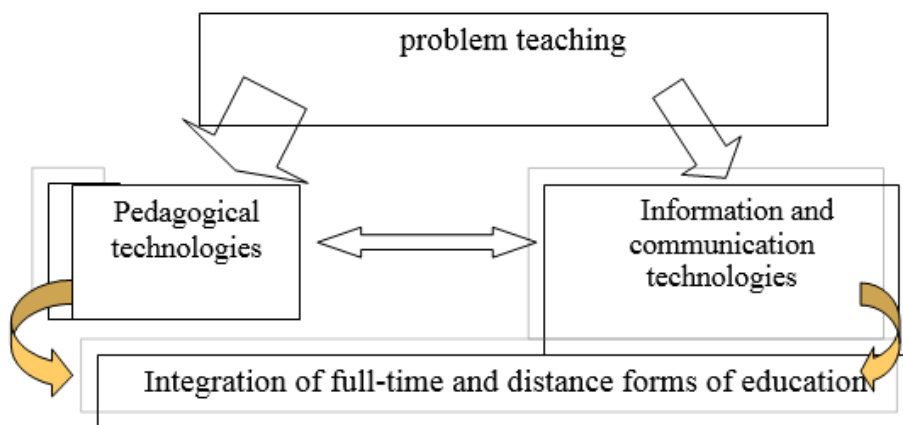 problem teaching
Pedagogical
technologies
Information and
communication
technologies
Integration of full-time and distance forms of education